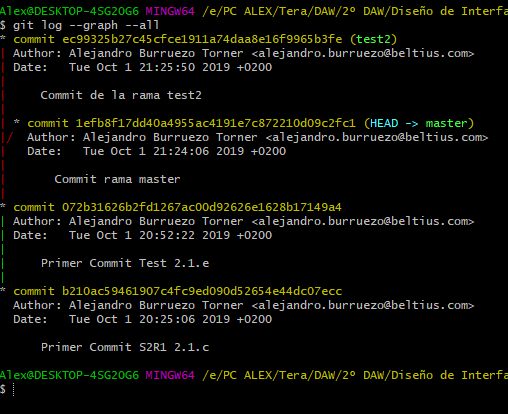 Alex@DESKTOP-4SG2OG6 MINGW64 /e/PC ALEX/Tera/DAW/2º DAW/Diseño de Interfa
$ git log --graph --all
* commit ec99325b27c45cfce1911a74daa8e16f9965b3fe (test2)
| Author: Alejandro Burruezo Torner <alejandro.burruezo@beltius.com>
| Date:   Tue Oct 1 21:25:50 2019 +0200
|
|     Commit de la rama test2
|
| * commit 1efb8f17dd40a4955ac4191e7c872210d09c2fc1 (HEAD -> master)
|/  Author: Alejandro Burruezo Torner <alejandro.burruezo@beltius.com>
|   Date:   Tue Oct 1 21:24:06 2019 +0200
|
|       Commit rama master
|
* commit 072b31626b2fd1267ac00d92626e1628b17149a4
| Author: Alejandro Burruezo Torner <alejandro.burruezo@beltius.com>
| Date:   Tue Oct 1 20:52:22 2019 +0200
|
|     Primer Commit Test 2.1.e
|
* commit b210ac59461907c4fc9ed090d52654e44dc07ecc
  Author: Alejandro Burruezo Torner <alejandro.burruezo@beltius.com>
  Date:   Tue Oct 1 20:25:06 2019 +0200

      Primer Commit S2R1 2.1.c

Alex@DESKTOP-4SG2OG6 MINGW64 /e/PC ALEX/Tera/DAW/2º DAW/Diseño de Interfa
$